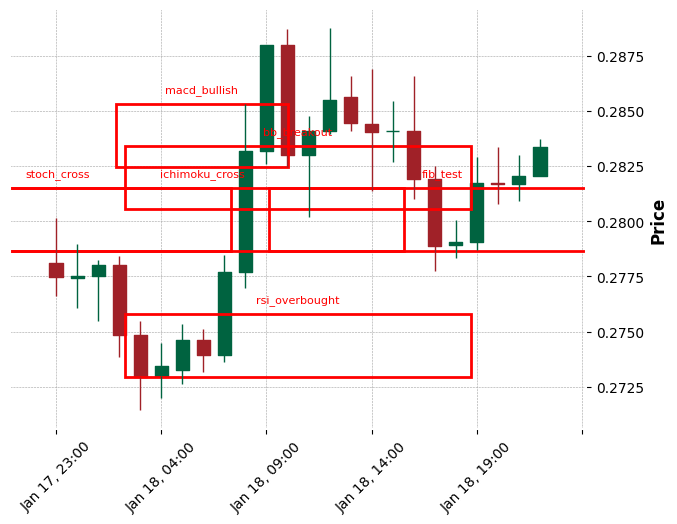 macd_bullish
stoch_cross
ichimoku_cross
fib_test
rsi_overbought
0.2875
0.2850
0.2825
0.2800
0.2775
0.2750
0.2725
Price
Jan 17, 23:00
Jan 18, 04:00
Jan 18, 09:00
Jan 18, 14:00
Jan 18, 19:00